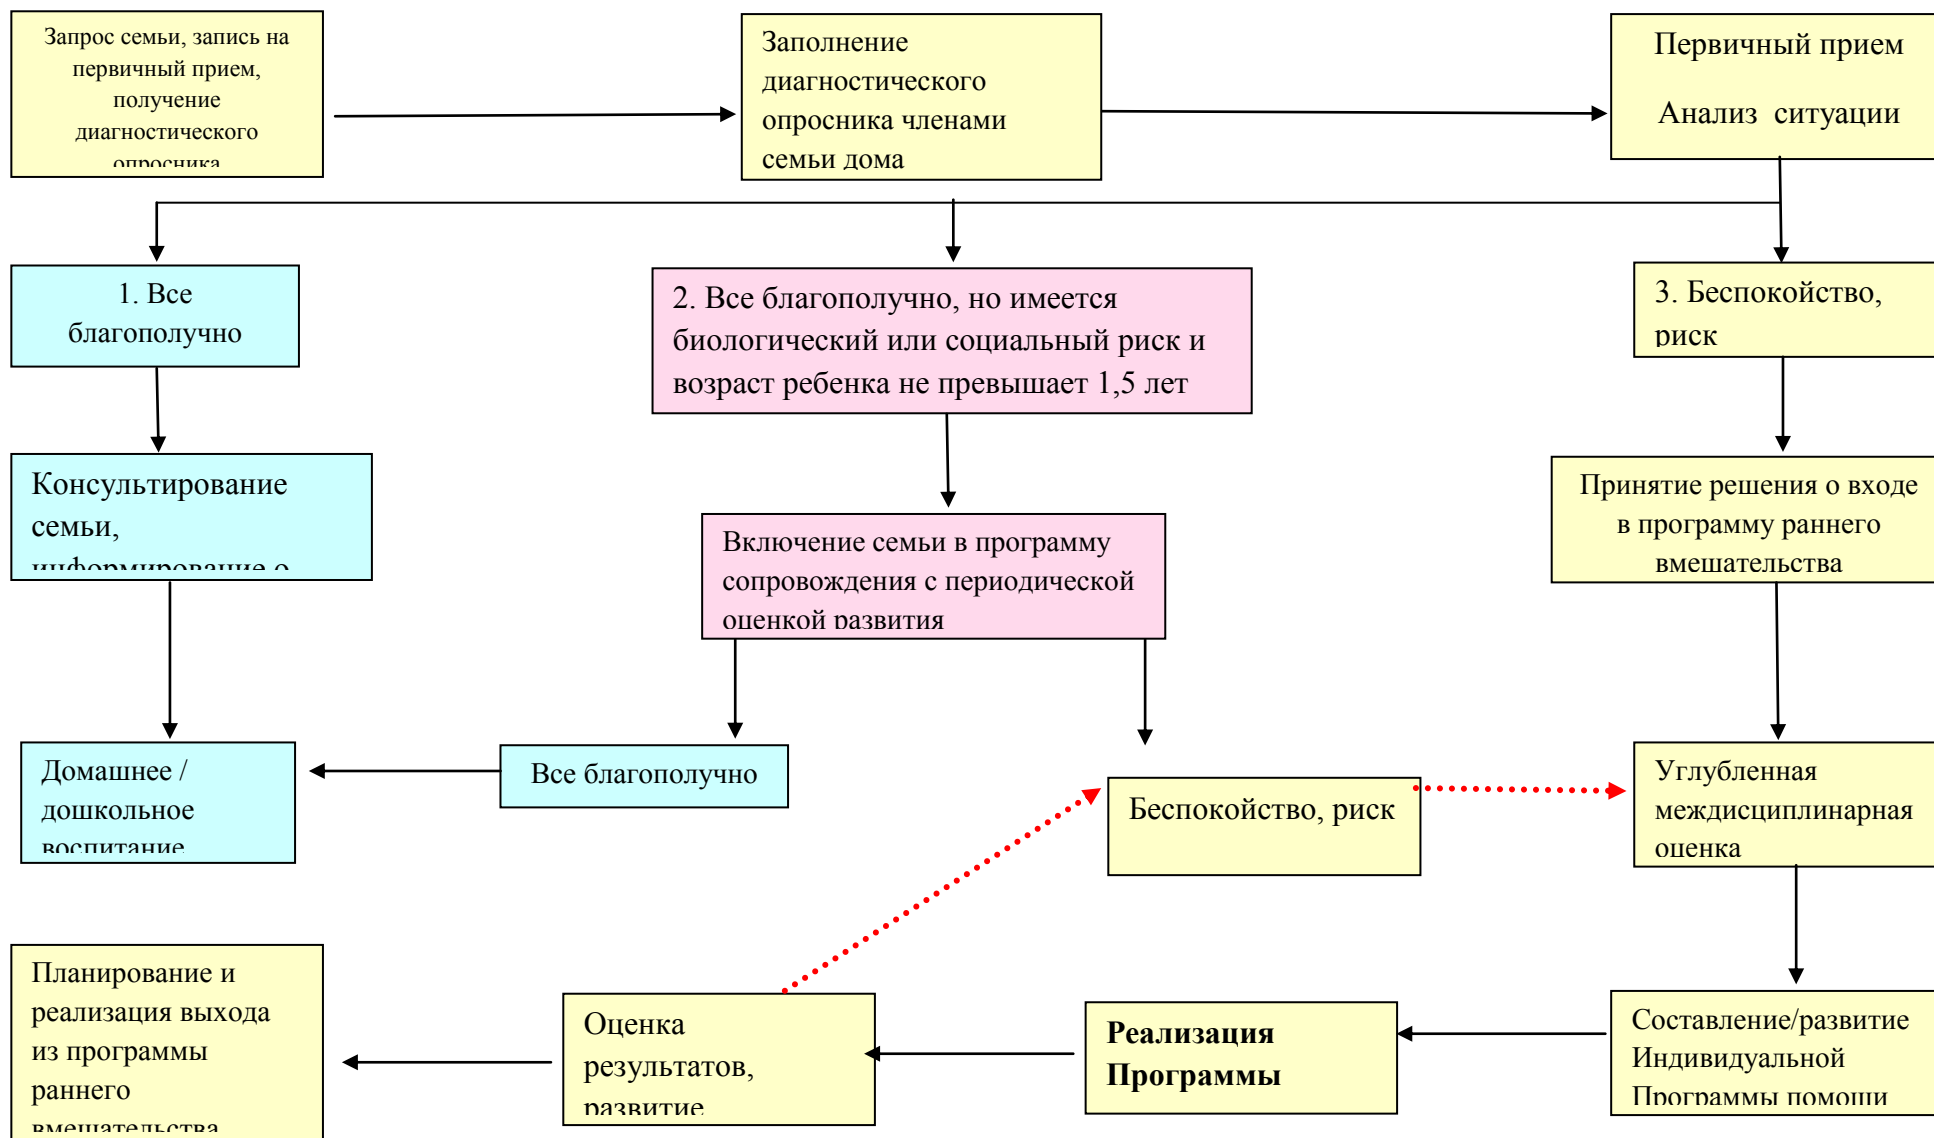 Запрос семьи, запись на
первичный прием,
получение
диагностического
опросника
Заполнение
диагностического
опросника членами
семьи дома
Первичный прием
Анализ ситуации
1. Все
благополучно
2. Все благополучно, но имеется
биологический или социальный риск и
возраст ребенка не превышает 1,5 лет
3. Беспокойство,
риск
Консультирование
семьи,
информирование о
Включение семьи в программу
сопровождения с периодической
оценкой развития
Принятие решения о входе
в программу раннего
вмешательства
Домашнее /
дошкольное
воспитание
Все благополучно
Беспокойство, риск
Углубленная
междисциплинарная
оценка
Планирование и
реализация выхода
из программы
раннего
вмешательства
Оценка
результатов,
развитие
Реализация
Программы
Составление/развитие
Индивидуальной
Программы помощи